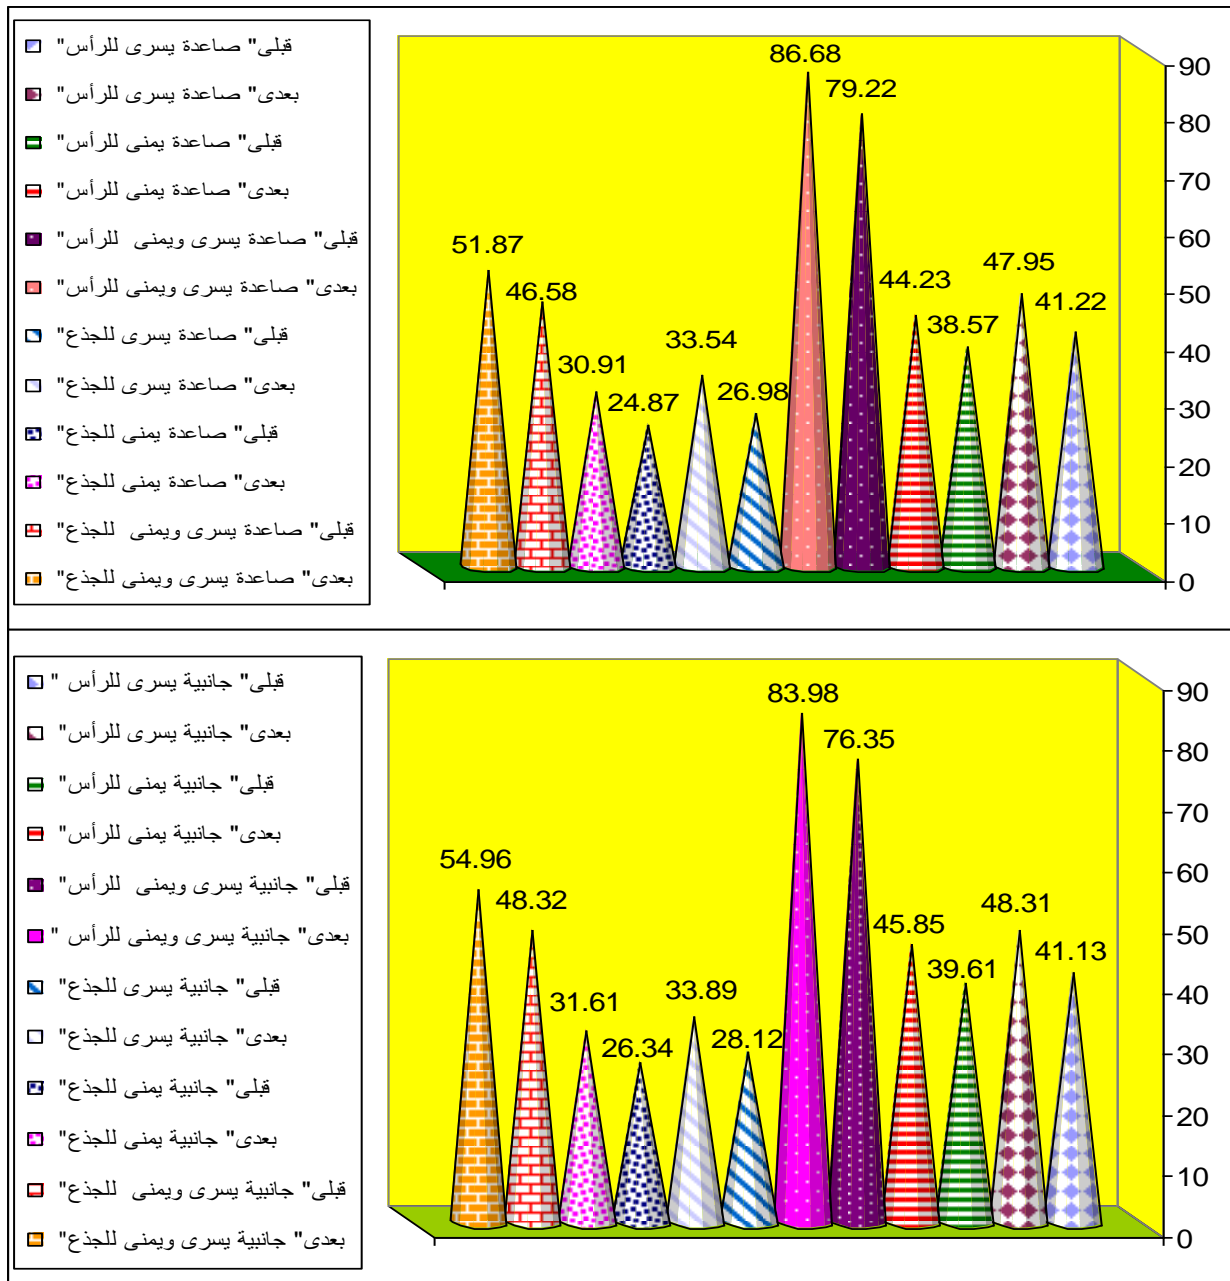 قبلى" صاعدة يسرى للرأس"
بعدى" صاعدة يسرى للرأس"
قبلى" صاعدة يمنى للرأس"
بعدى" صاعدة يمنى للرأس"
قبلى" صاعدة يسرى ويمنى للرأس"
بعدى" صاعدة يسرى ويمنى للرأس"
قبلى" صاعدة يسرى للجذع"
بعدى" صاعدة يسرى للجذع"
قبلى" صاعدة يمنى للجذع"
بعدى" صاعدة يمنى للجذع"
قبلى" صاعدة يسرى ويمنى للجذع"
بعدى" صاعدة يسرى ويمنى للجذع"
51.87
46.58
30.91
24.87
33.54
26.98
86.68
79.22
44.23
38.57
47.95
41.22
90
80
70
60
50
40
30
20
10
0
قبلى" جانبية يسرى للرأس "
بعدى" جانبية يسرى للرأس"
قبلى" جانبية يمنى للرأس"
بعدى" جانبية يمنى للرأس"
قبلى" جانبية يسرى ويمنى للرأس"
بعدى" جانبية يسرى ويمنى للرأس "
قبلى" جانبية يسرى للجذع"
بعدى" جانبية يسرى للجذع"
قبلى" جانبية يمنى للجذع"
بعدى" جانبية يمنى للجذع"
قبلى" جانبية يسرى ويمنى للجذع"
بعدى" جانبية يسرى ويمنى للجذع"
54.96
48.32
31.61
26.34
33.89
28.12
83.98
76.35
45.85
39.61
48.31
41.13
90
80
70
60
50
40
30
20
10
0